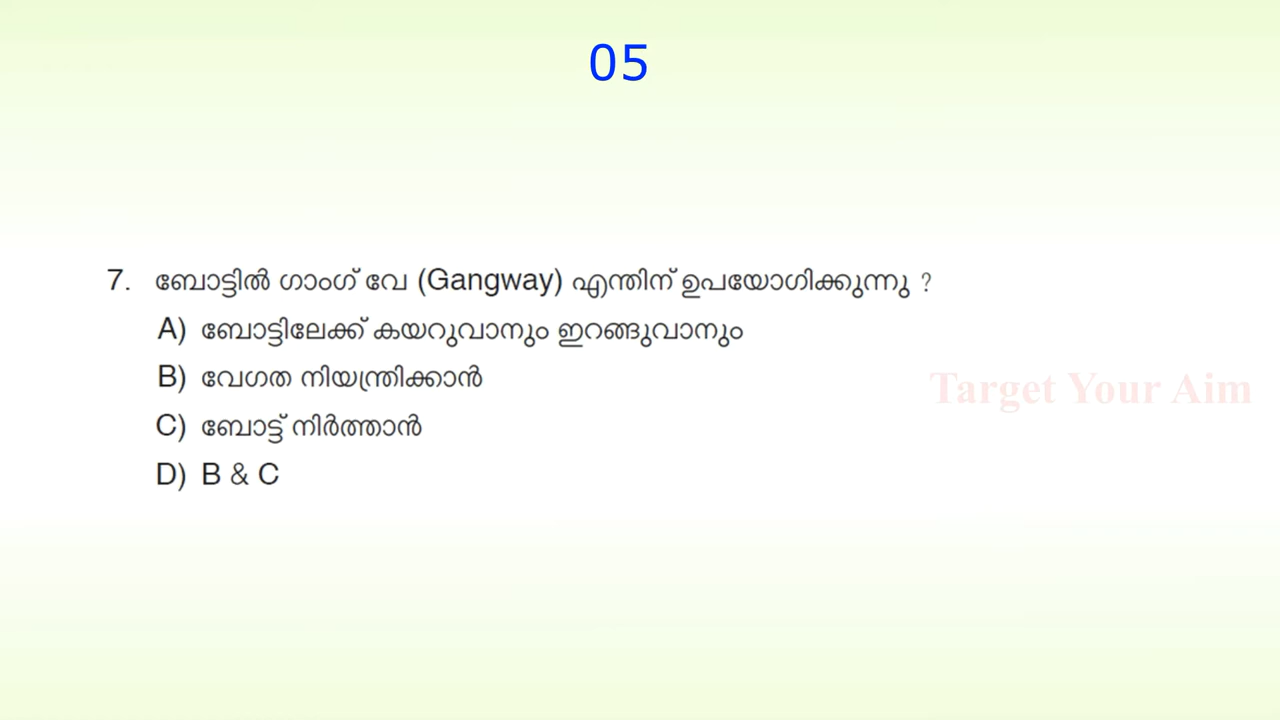 05
7. ബോട്ടിൽ ഗാംഗ് വേ (Gangway) എന്തിന് ഉപയോഗിക്കുന്നു ?
A) ബോട്ടിലേക്ക് കയറുവാനും ഇറങ്ങുവാനും
B) വേഗത നിയന്ത്രിക്കാൻ
Target Your Aim
C) ബോട്ട് നിർത്താൻ
D) B & C